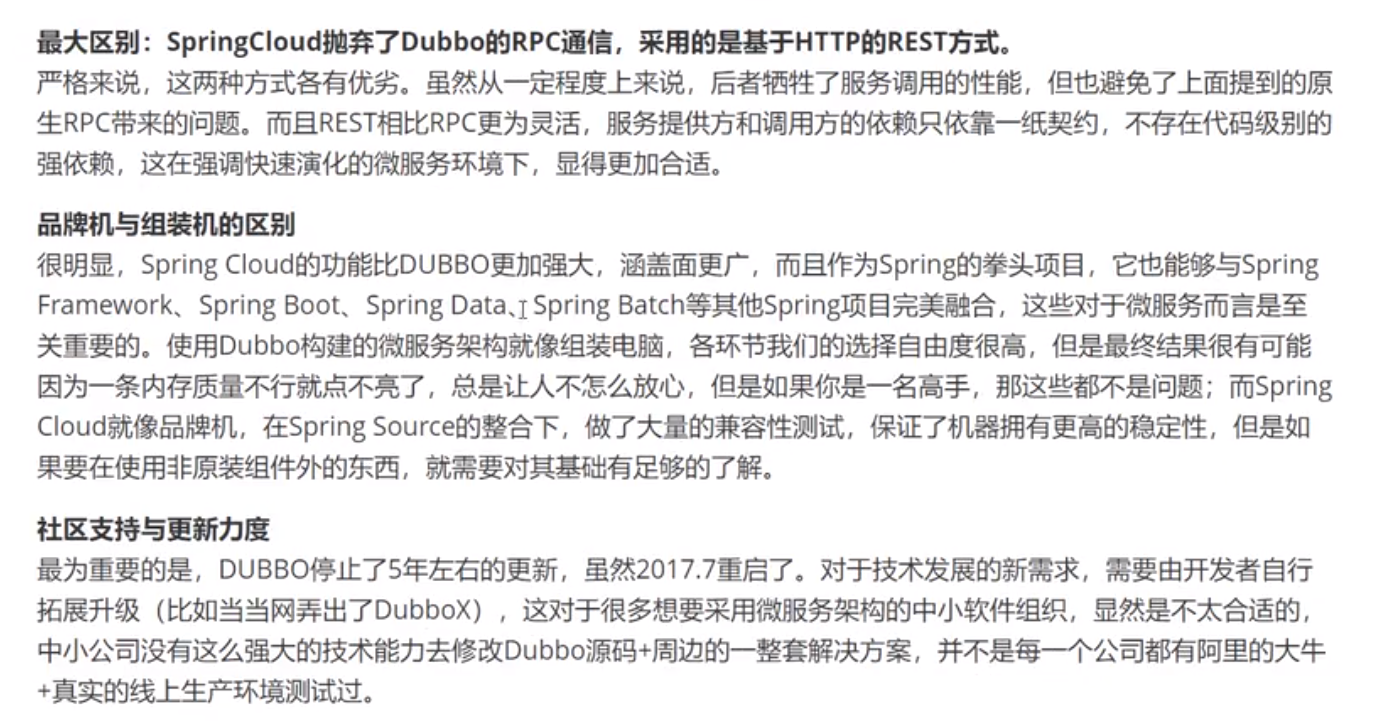 最大区别：SpringCloud抛弃了Dubbo的RPC通信，采用的是基于HTTP的REST方式。
严格来说，这两种方式各有优劣。虽然从一定程度上来说，后者牺牲了服务调用的性能，但也避免了上面提到的原
生RPC带来的问题。而且REST相比RPC更为灵活，服务提供方和调用方的依赖只依靠一纸契约，不存在代码级别的
强依赖，这在强调快速演化的微服务环境下，显得更加合适。
品牌机与组装机的区别
很明显，Spring Cloud的功能比DUBBO更加强大，涵盖面更广，而且作为Spring的拳头项目，它也能够与Spring
Framework、Spring Boot、Spring Data、Spring Batch等其他Spring项目完美融合，这些对于微服务而言是至
关重要的。使用Dubbo构建的微服务架构就像组装电脑，各环节我们的选择自由度很高，但是最终结果很有可能
因为一条内存质量不行就点不亮了，总是让人不怎么放心，但是如果你是一名高手，那这些都不是问题；而Spring
Cloud就像品牌机，在Spring Source的整合下，做了大量的兼容性测试，保证了机器拥有更高的稳定性，但是如
果要在使用非原装组件外的东西，就需要对其基础有足够的了解。
社区支持与更新力度
最为重要的是，DUBBO停止了5年左右的更新，虽然2017.7重启了。对于技术发展的新需求，需要由开发者自行
拓展升级（比如当当网弄出了DubboX），这对于很多想要采用微服务架构的中小软件组织，显然是不太合适的，
中小公司没有这么强大的技术能力去修改Dubbo源码+周边的一整套解决方案，并不是每一个公司都有阿里的大牛
+真实的线上生产环境测试过。